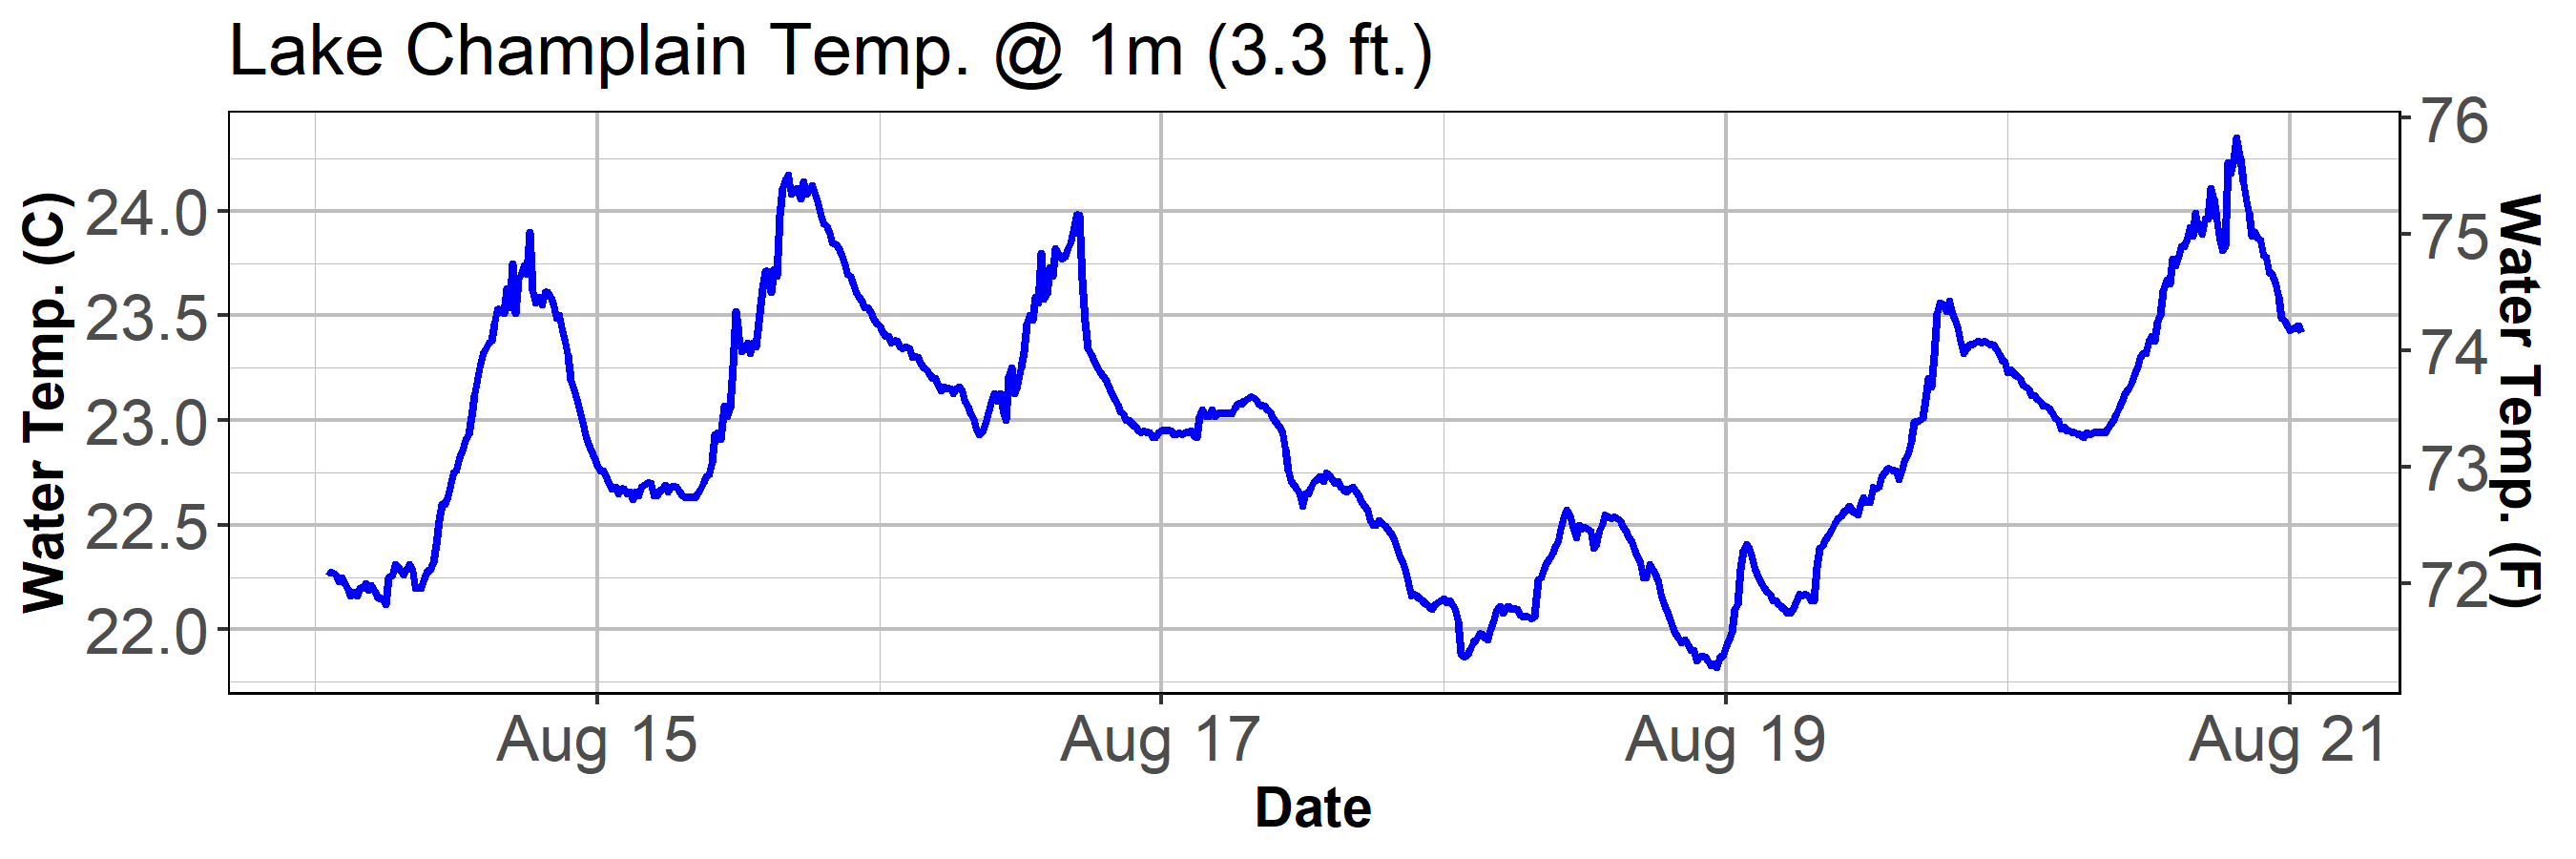 Lake Champlain Temp. @ 1m (3.3 ft.)
Water Temp. (C)
24.0
23.5
23.0
22.5
22.0
76
75
74
73
72
Water Temp. (F)
Aug 15 Aug 17 Aug 19 Aug 21
Date